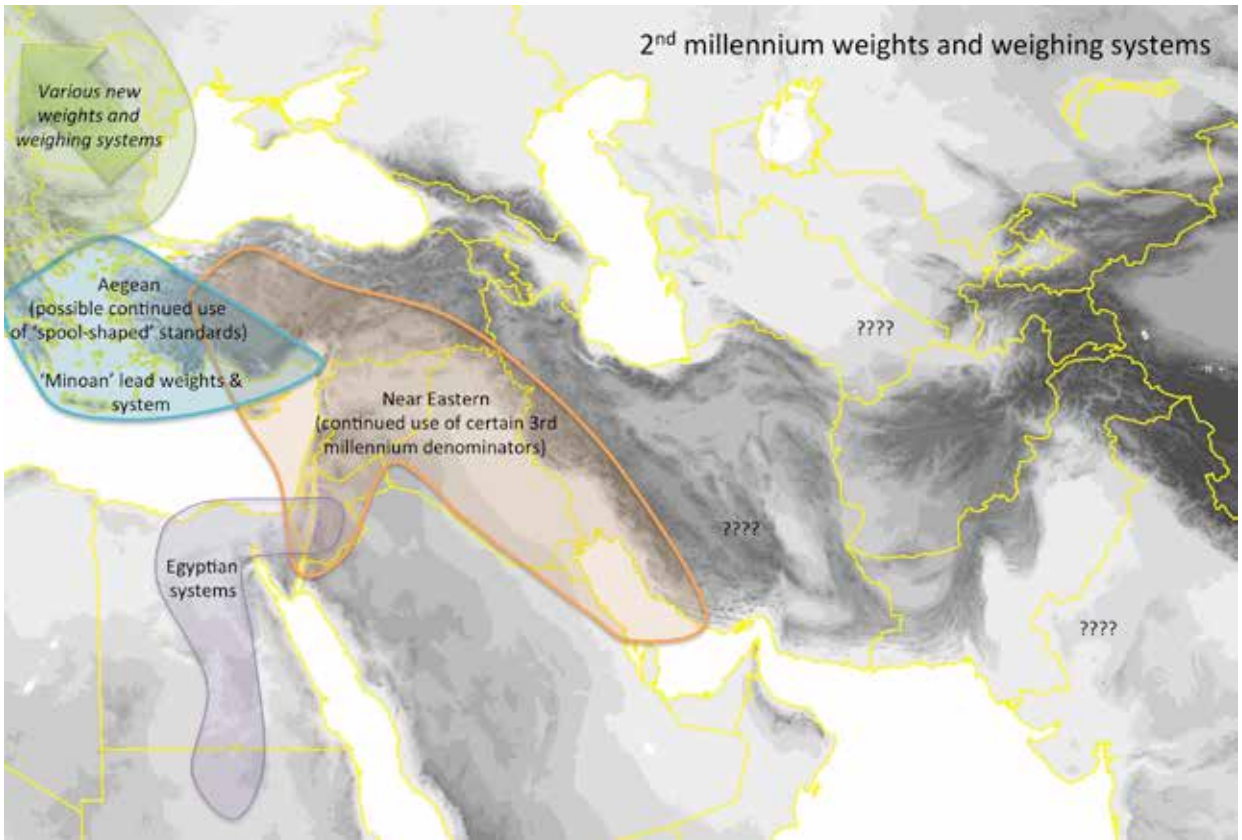 2nd millennium weights and weighing systems
Various new
weights and
weighing systems
Aegean
(possible continued use
of 'spool-shaped' standards)
'Minoan' lead weights &
system
Near Eastern
(continued use of certain 3rd
millennium denominators)
Egyptian
systems
????
????
????